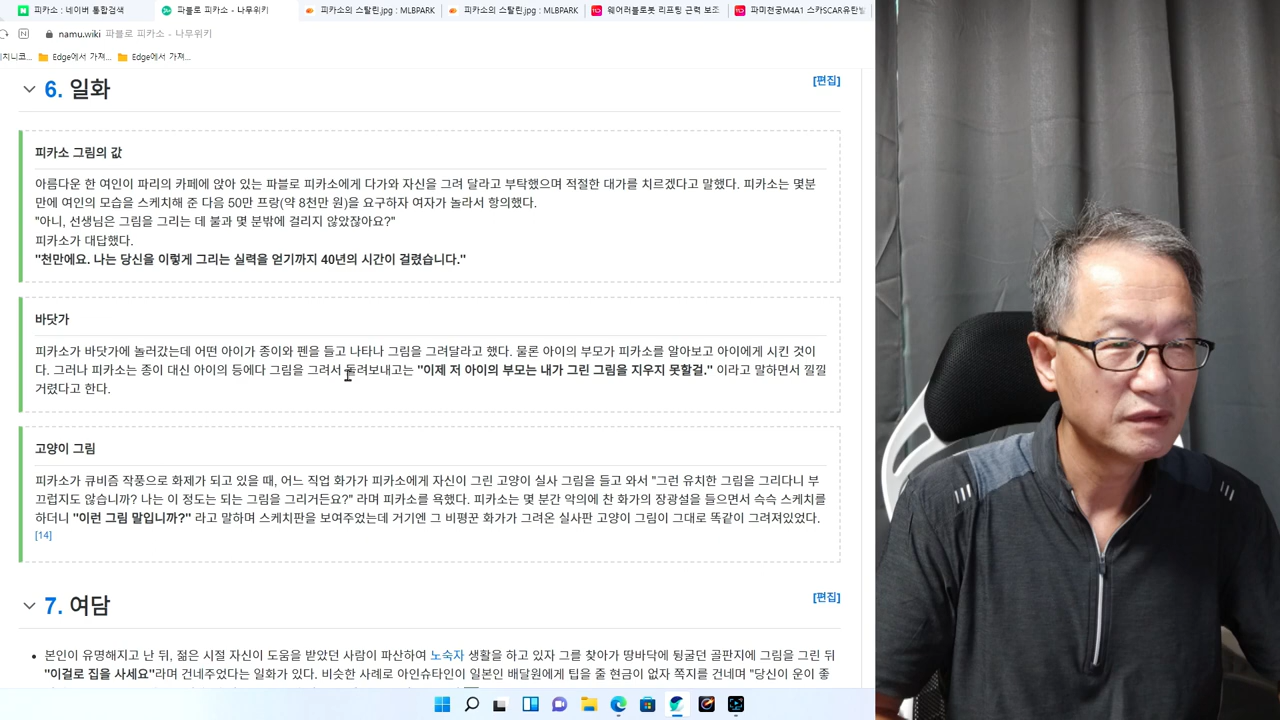 피카소 : 네이버 통합검색
파블로 피카소 - 나무위키
피카소의 스탈린.jpg : MLBPARK
피카소의 스탈린.jpg : MLBPARK
웨어러블로봇 리프팅 근력 보조
파미전궁M4A1 스카SCAR유탄발
namu.wiki 파블로 피카소 - 나무위키
치니코... Edge에서 가져... Edge에서 가져...
6. 일화 [편집]
피카소 그림의 값
아름다운 한 여인이 파리의 카페에 앉아 있는 파블로 피카소에게 다가와 자신을 그려 달라고 부탁했으며 적절한 대가를 치르겠다고 말했다. 피카소는 몇분
만에 여인의 모습을 스케치해 준 다음 50만 프랑(약 8천만 원)을 요구하자 여자가 놀라서 항의했다.
"아니, 선생님은 그림을 그리는 데 불과 몇 분밖에 걸리지 않았잖아요?"
피카소가 대답했다.
"천만에요. 나는 당신을 이렇게 그리는 실력을 얻기까지 40년의 시간이 걸렸습니다."
바닷가
피카소가 바닷가에 놀러갔는데 어떤 아이가 종이와 펜을 들고 나타나 그림을 그려달라고 했다. 물론 아이의 부모가 피카소를 알아보고 아이에게 시킨 것이
다. 그러나 피카소는 종이 대신 아이의 등에다 그림을 그려서 돌려보내고는 "이제 저 아이의 부모는 내가 그린 그림을 지우지 못할걸." 이라고 말하면서 낄낄
거렸다고 한다.
고양이 그림
피카소가 큐비즘 작풍으로 화제가 되고 있을 때, 어느 직업 화가가 피카소에게 자신이 그린 고양이 실사 그림을 들고 와서 "그런 유치한 그림을 그리다니 부
끄럽지도 않습니까? 나는 이 정도는 되는 그림을 그리거든요?" 라며 피카소를 욕했다. 피카소는 몇 분간 악의에 찬 화가의 장광설을 들으면서 슥슥 스케치를
하더니 "이런 그림 말입니까?" 라고 말하며 스케치판을 보여주었는데 거기엔 그 비평꾼 화가가 그려온 실사판 고양이 그림이 그대로 똑같이 그려져있었다.
[14]
7. 여담 [편집]
본인이 유명해지고 난 뒤, 젊은 시절 자신이 도움을 받았던 사람이 파산하여 노숙자 생활을 하고 있자 그를 찾아가 땅바닥에 뒹굴던 골판지에 그림을 그린 뒤
"이걸로 집을 사세요"라며 건네주었다는 일화가 있다. 비슷한 사례로 아인슈타인이 일본인 배달원에게 팁을 줄 현금이 없자 쪽지를 건네며 "당신이 운이 좋